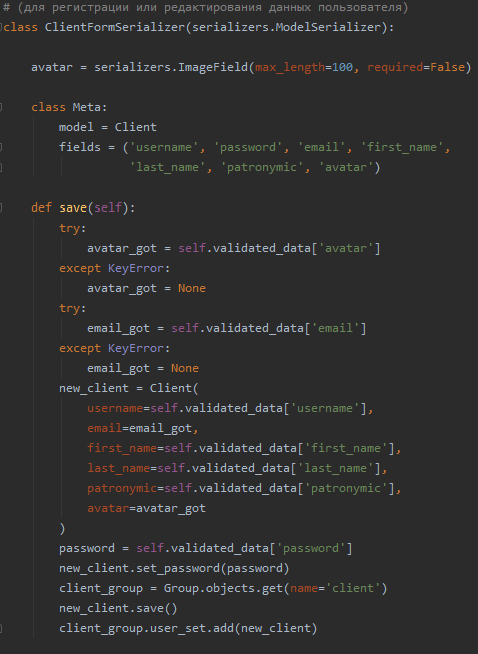 # (для регистрации или редактирования данных пользователя)
class ClientFormSerializer(serializers.ModelSerializer):
avatar = serializers.ImageField(max_length=100, required=False)
class Meta:
model = Client
fields = ('username', 'password', 'email', 'first_name',
'last_name', 'patronymic', 'avatar')
def save(self):
try:
avatar_got = self.validated_data['avatar']
except KeyError:
avatar_got = None
try:
email_got = self.validated_data['email']
except KeyError:
email_got = None
new_client = Client(
username=self.validated_data['username'],
email=email_got,
first_name=self.validated_data['first_name'],
last_name=self.validated_data['last_name'],
patronymic=self.validated_data['patronymic'],
avatar=avatar_got
)
password = self.validated_data['password']
new_client.set_password(password)
client_group = Group.objects.get(name='client')
new_client.save()
client_group.user_set.add(new_client)